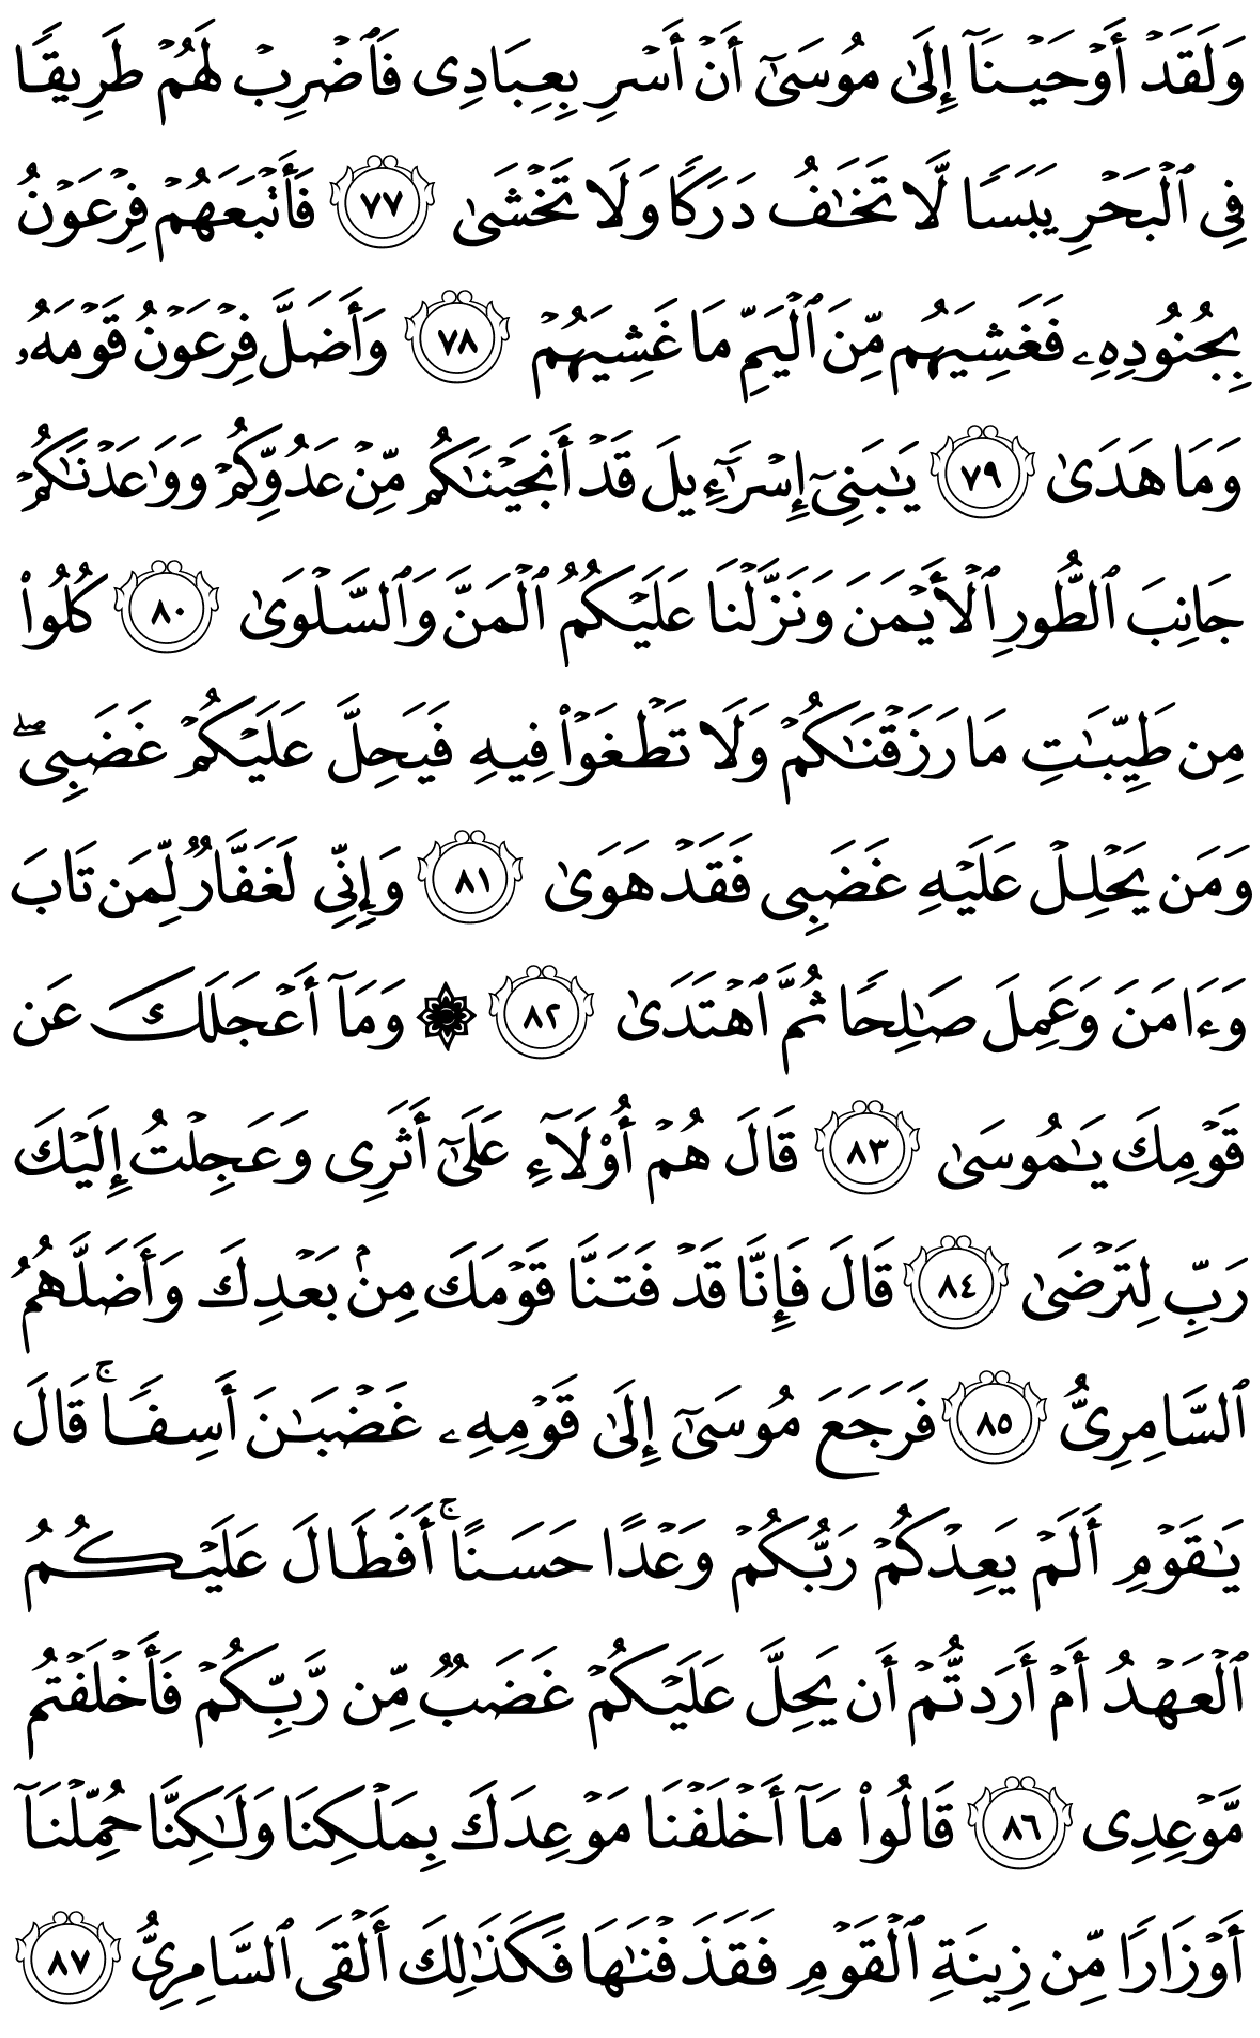 وَلَقَدۡ أَوۡحَيۡنَآ إِلَىٰ مُوسَىٰٓ أَنۡ أَسۡرِ بِعِبَادِي فَٱضۡرِبۡ لَهُمۡ طَرِيقٗا
فِي ٱلۡبَحۡرِ يَبَسٗا لَّا تَخَٰفُ دَرَكٗا وَلَا تَخۡشَىٰ ٧٧ فَأَتۡبَعَهُمۡ فِرۡعَوۡنُ
بِجُنُودِهِۦ فَغَشِيَهُم مِّنَ ٱلۡيَمِّ مَا غَشِيَهُمۡ ٧٨ وَأَضَلَّ فِرۡعَوۡنُ قَوۡمَهُۥ
وَمَا هَدَىٰ ٧٩ يَٰبَنِيٓ إِسۡرَٰٓءِيلَ قَدۡ أَنجَيۡنَٰكُم مِّنۡ عَدُوِّكُمۡ وَوَٰعَدۡنَٰكُمۡ
جَانِبَ ٱلطُّورِ ٱلۡأَيۡمَنَ وَنَزَّلۡنَا عَلَيۡكُمُ ٱلۡمَنَّ وَٱلسَّلۡوَىٰ ٨٠ كُلُواْ
مِن طَيِّبَٰتِ مَا رَزَقۡنَٰكُمۡ وَلَا تَطۡغَوۡاْ فِيهِ فَيَحِلَّ عَلَيۡكُمۡ غَضَبِيۖ
وَمَن يَحۡلِلۡ عَلَيۡهِ غَضَبِي فَقَدۡ هَوَىٰ ٨١ وَإِنِّي لَغَفَّارٞ لِّمَن تَابَ
وَءَامَنَ وَعَمِلَ صَٰلِحٗا ثُمَّ ٱهۡتَدَىٰ ٨٢ ۞ وَمَآ أَعۡجَلَكَ عَن
قَوۡمِكَ يَٰمُوسَىٰ ٨٣ قَالَ هُمۡ أُوْلَآءِ عَلَىٰٓ أَثَرِي وَعَجِلۡتُ إِلَيۡكَ
رَبِّ لِتَرۡضَىٰ ٨٤ قَالَ فَإِنَّا قَدۡ فَتَنَّا قَوۡمَكَ مِنۢ بَعۡدِكَ وَأَضَلَّهُمُ
ٱلسَّامِرِيُّ ٨٥ فَرَجَعَ مُوسَىٰٓ إِلَىٰ قَوۡمِهِۦ غَضۡبَٰنَ أَسِفٗاۚ قَالَ
يَٰقَوۡمِ أَلَمۡ يَعِدۡكُمۡ رَبُّكُمۡ وَعۡدًا حَسَنًاۚ أَفَطَالَ عَلَيۡكُمُ
ٱلۡعَهۡدُ أَمۡ أَرَدتُّمۡ أَن يَحِلَّ عَلَيۡكُمۡ غَضَبٞ مِّن رَّبِّكُمۡ فَأَخۡلَفۡتُم
مَّوۡعِدِي ٨٦ قَالُواْ مَآ أَخۡلَفۡنَا مَوۡعِدَكَ بِمَلۡكِنَا وَلَٰكِنَّا حُمِّلۡنَآ
أَوۡزَارٗا مِّن زِينَةِ ٱلۡقَوۡمِ فَقَذَفۡنَٰهَا فَكَذَٰلِكَ أَلۡقَى ٱلسَّامِرِيُّ ٨٧